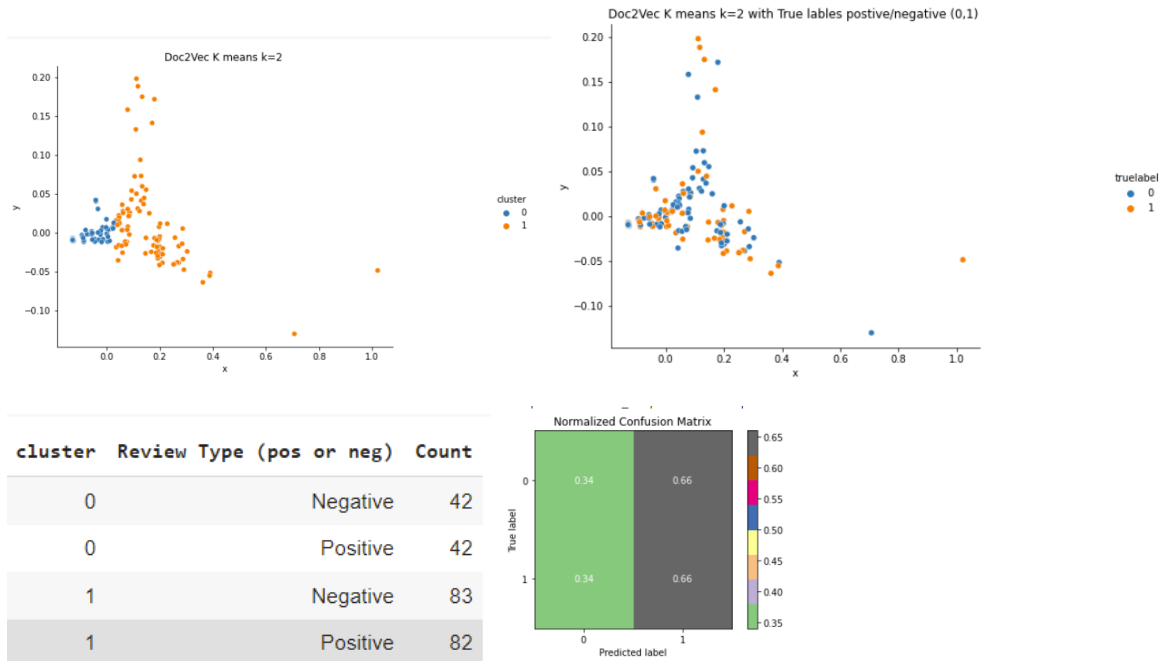 Doc2Vec K means k=2
0.20
0.15
0.10
0.05
0.00
−0.05
−0.10
y
0.0 0.2 0.4 0.6 0.8 1.0
x
cluster
0
1
Doc2Vec K means k=2 with True lables postive/negative (0,1)
0.20
0.15
0.10
0.05
0.00
−0.05
−0.10
y
0.0 0.2 0.4 0.6 0.8 1.0
x
truelabel
0
1
cluster Review Type (pos or neg) Count
0 Negative 42
0 Positive 42
1 Negative 83
1 Positive 82
Normalized Confusion Matrix
0 0.34 0.66
1 0.34 0.66
True label
0 1
Predicted label
0.65
0.60
0.55
0.50
0.45
0.40
0.35